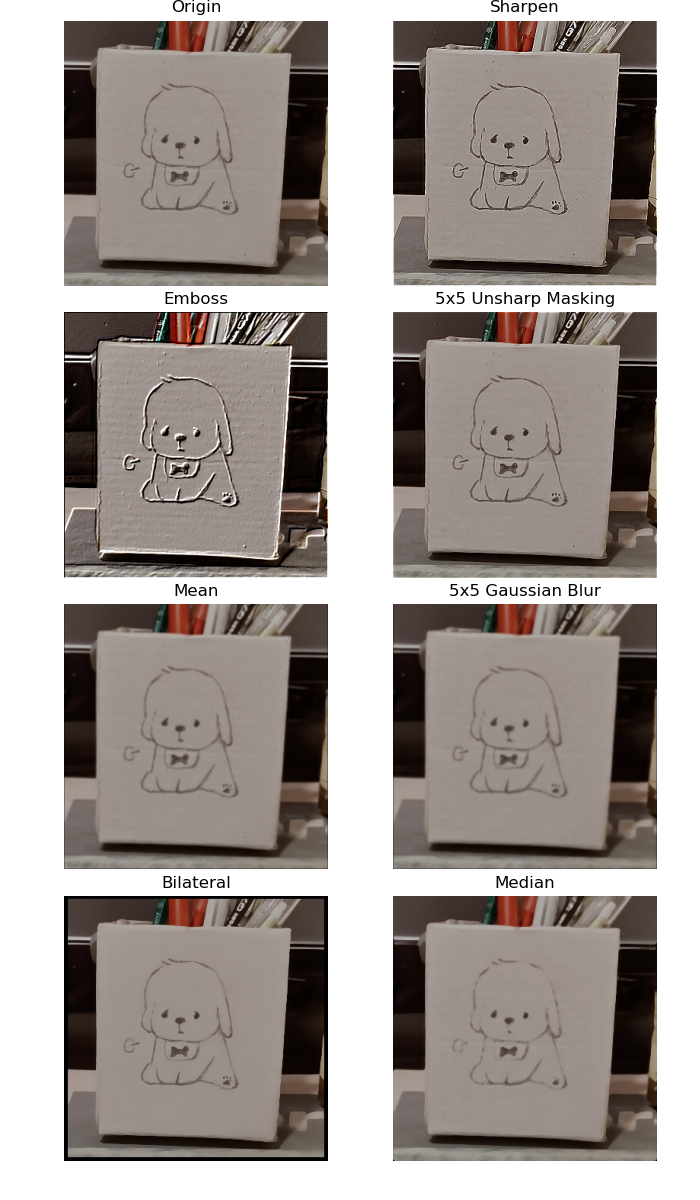 Origin
Sharpen
Emboss
5x5 Unsharp Masking
Mean
5x5 Gaussian Blur
Bilateral
Median